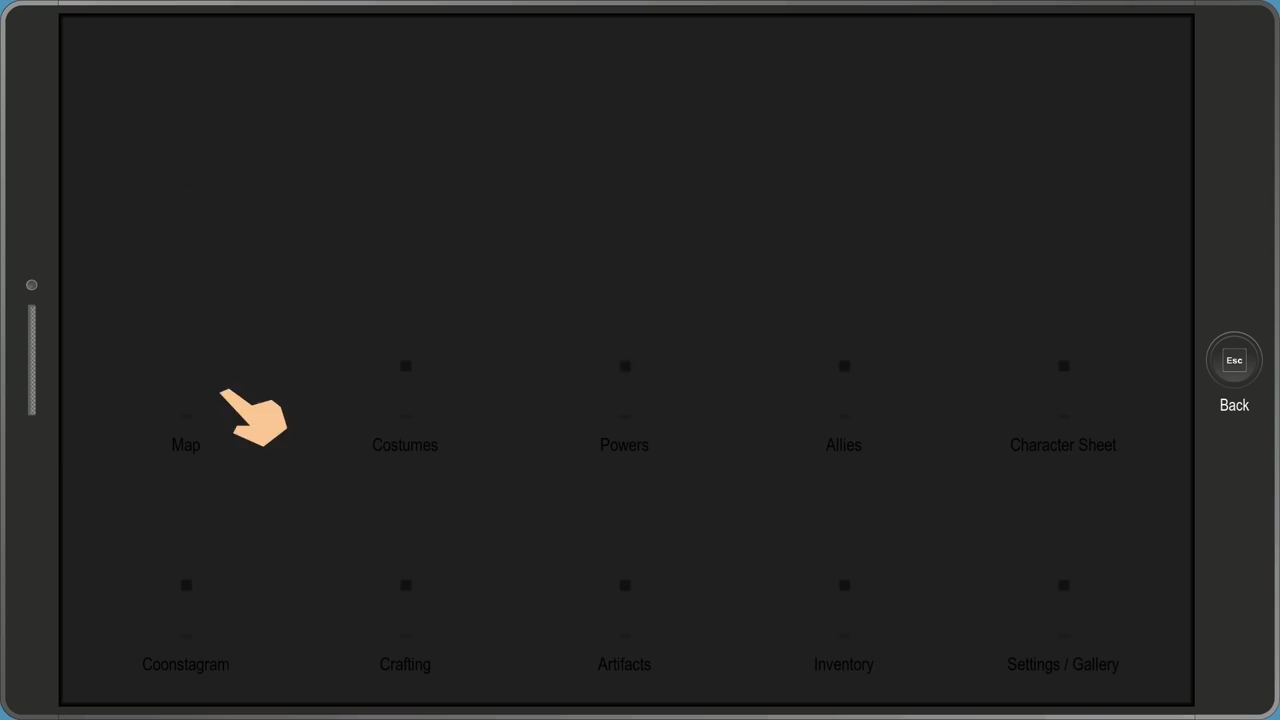 Esc
Back
Map
Costumes
Powers
Allies
Character Sheet
Coonstagram
Crafting
Artifacts
Inventory
Settings / Gallery